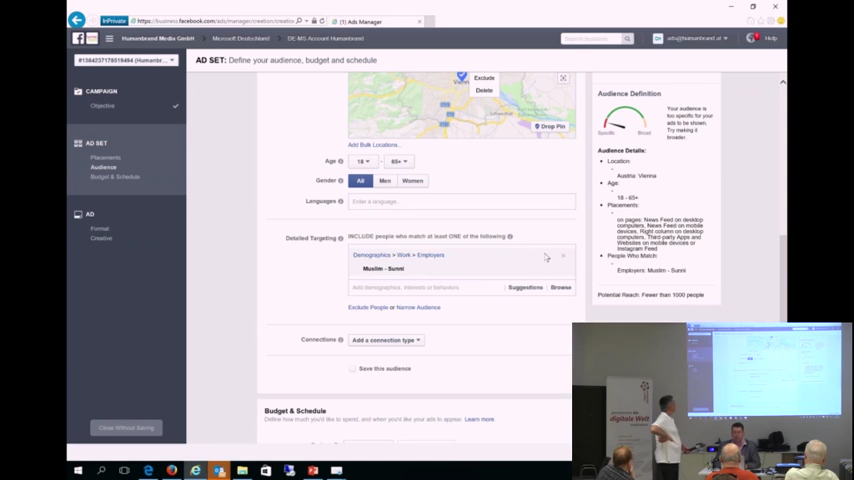 InPrivate
https://business.facebook.com/ads/manager/creation/creatio
(1) Ads Manager
Humanbrand Media GmbH
Microsoft Deutschland
DE-MS Account Humanbrand
Search business
Help
#1384237178519494 (Humanbr...
AD SET: Define your audience, budget and schedule
CAMPAIGN
Objective
AD SET
Placements
Audience
Budget & Schedule
AD
Format
Creative
Close Without Saving
Exclude
Delete
Drop Pin
Add Bulk Locations...
Age
18
-
65+
Gender
All
Men
Women
Languages
Enter a language...
Detailed Targeting
INCLUDE people who match at least ONE of the following
Demographics > Work > Employers
Muslim - Sunni
Add demographics, interests or behaviors
Suggestions
Browse
Exclude People or Narrow Audience
Connections
Add a connection type
Save this audience
Budget & Schedule
Define how much you'd like to spend, and when you'd like your ads to appear. Learn more
Audience Definition
Specific
Broad
Your audience is too specific for your ads to be shown. Try making it broader.
Audience Details:
Location:
Austria: Vienna
Age:
18 - 65+
Placements:
on pages: News Feed on desktop computers, News Feed on mobile devices, Right column on desktop computers, Third-party Apps and Websites on mobile devices or Instagram Feed
People Who Match:
Employers: Muslim - Sunni
Potential Reach: Fewer than 1000 people
digitale Welt